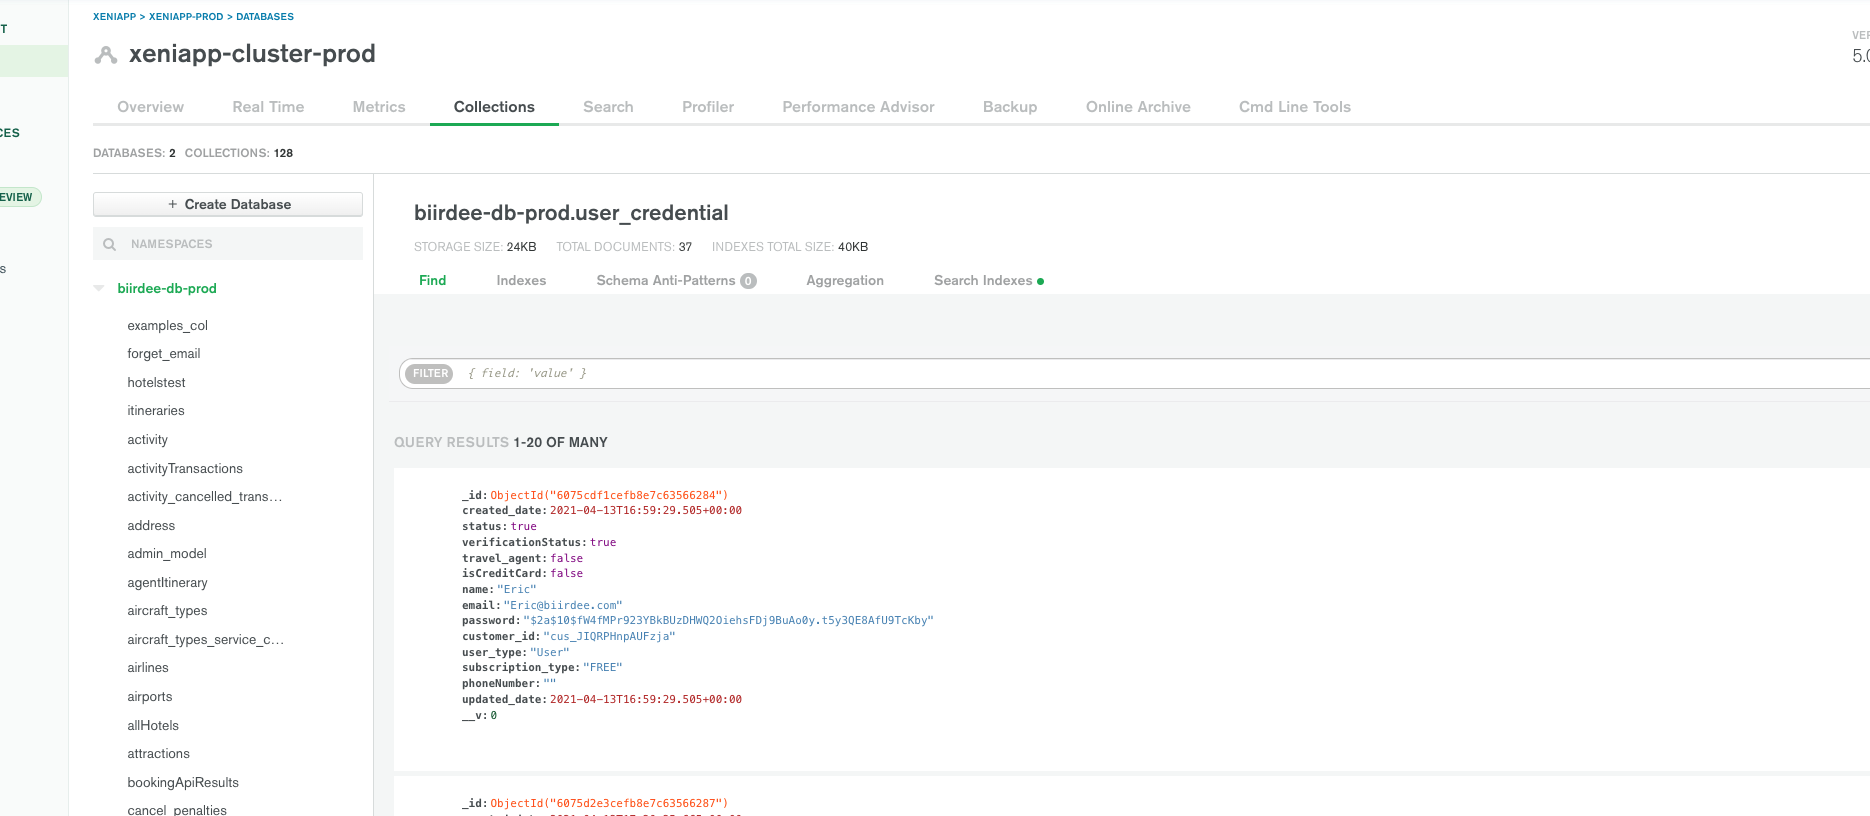 XENIAPP > XENIAPP-PROD > DATABASES
T
xeniapp-cluster-prod
VER
5.0
Overview Real Time Metrics Collections Search Profiler Performance Advisor Backup Online Archive Cmd Line Tools
CES
DATABASES: 2 COLLECTIONS: 128
EVIEW
+ Create Database
NAMESPACES
s
biirdee-db-prod
examples_col
forget_email
hotelstest
itineraries
activity
activityTransactions
activity_cancelled_trans...
address
admin_model
agentItinerary
aircraft_types
aircraft_types_service_c...
airlines
airports
allHotels
attractions
bookingApiResults
cancel_penalties
biirdee-db-prod.user_credential
STORAGE SIZE: 24KB TOTAL DOCUMENTS: 37 INDEXES TOTAL SIZE: 40KB
Find Indexes Schema Anti-Patterns 0 Aggregation Search Indexes
FILTER { field: 'value' }
QUERY RESULTS 1-20 OF MANY
_id: ObjectId("6075cdf1cefb8e7c63566284")
created_date: 2021-04-13T16:59:29.505+00:00
status: true
verificationStatus: true
travel_agent: false
isCreditCard: false
name: "Eric"
email: "Eric@biirdee.com"
password: "$2a$10$fW4fMPr923YBkBUzDHWQ2OiehsFDj9BuAo0y.t5y3QE8AfU9TcKby"
customer_id: "cus_JIQRPHnpAUFzja"
user_type: "User"
subscription_type: "FREE"
phoneNumber: ""
updated_date: 2021-04-13T16:59:29.505+00:00
__v: 0
_id: ObjectId("6075d2e3cefb8e7c63566287")